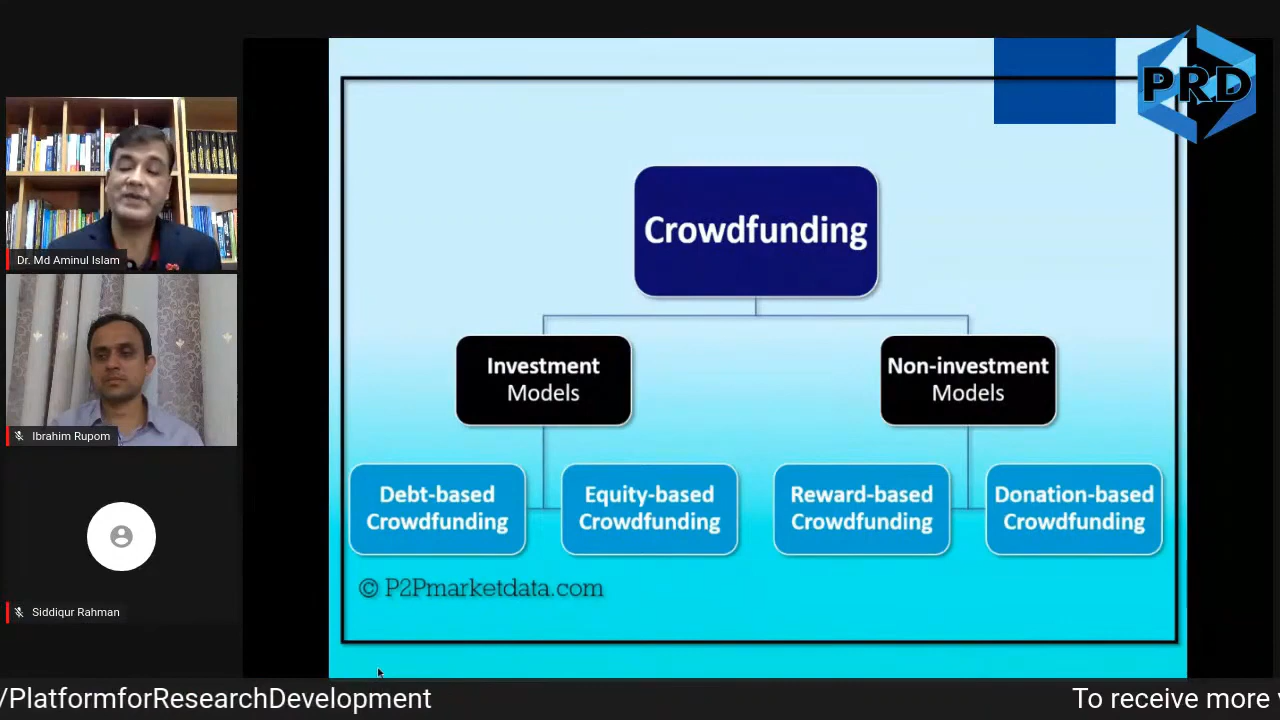 PRD
Crowdfunding
Investment
Models
Non-investment
Models
Debt-based
Crowdfunding
Equity-based
Crowdfunding
Reward-based
Crowdfunding
Donation-based
Crowdfunding
© P2Pmarketdata.com
Dr. Md Aminul Islam
Ibrahim Rupom
Siddiqur Rahman
/PlatformforResearchDevelopment
To receive more